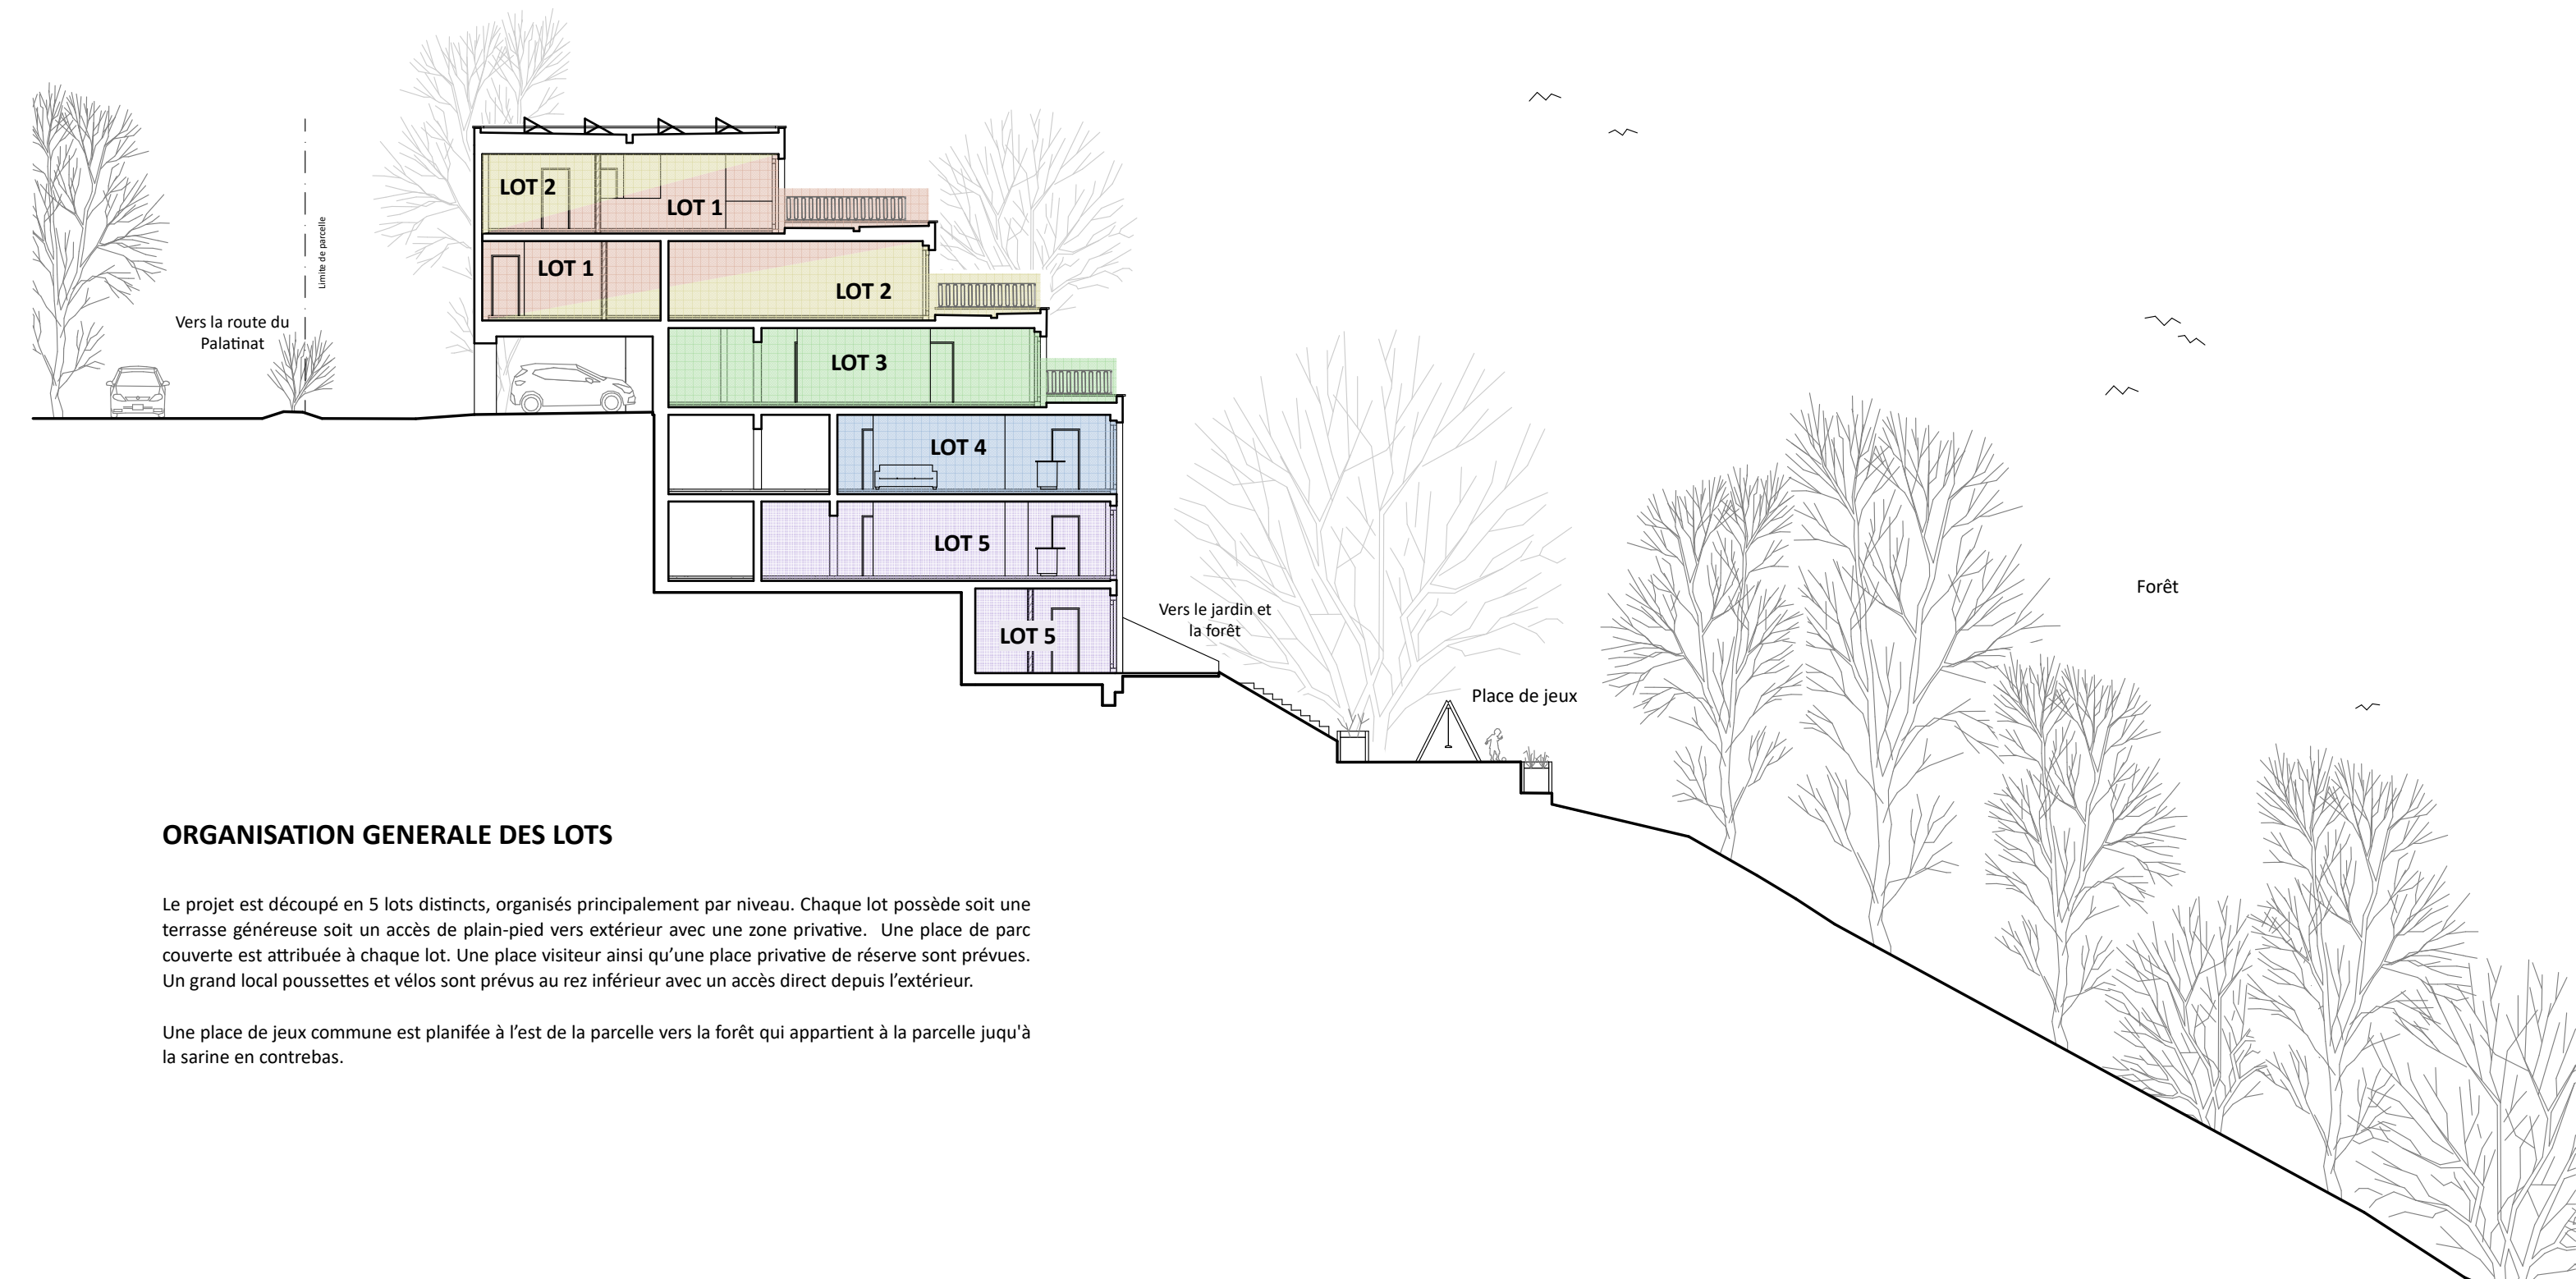 LOT 2
LOT 1
LOT 1
LOT 2
Limite de parcelle
Vers la route du
Palatinat
LOT 3
LOT 4
LOT 5
LOT 5
Vers le jardin et
la forêt
Forêt
Place de jeux
ORGANISATION GENERALE DES LOTS
Le projet est découpé en 5 lots distincts, organisés principalement par niveau. Chaque lot possède soit une
terrasse généreuse soit un accès de plain-pied vers extérieur avec une zone privative. Une place de parc
couverte est attribuée à chaque lot. Une place visiteur ainsi qu’une place privative de réserve sont prévues.
Un grand local poussettes et vélos sont prévus au rez inférieur avec un accès direct depuis l’extérieur.
Une place de jeux commune est planifée à l’est de la parcelle vers la forêt qui appartient à la parcelle juqu'à
la sarine en contrebas.